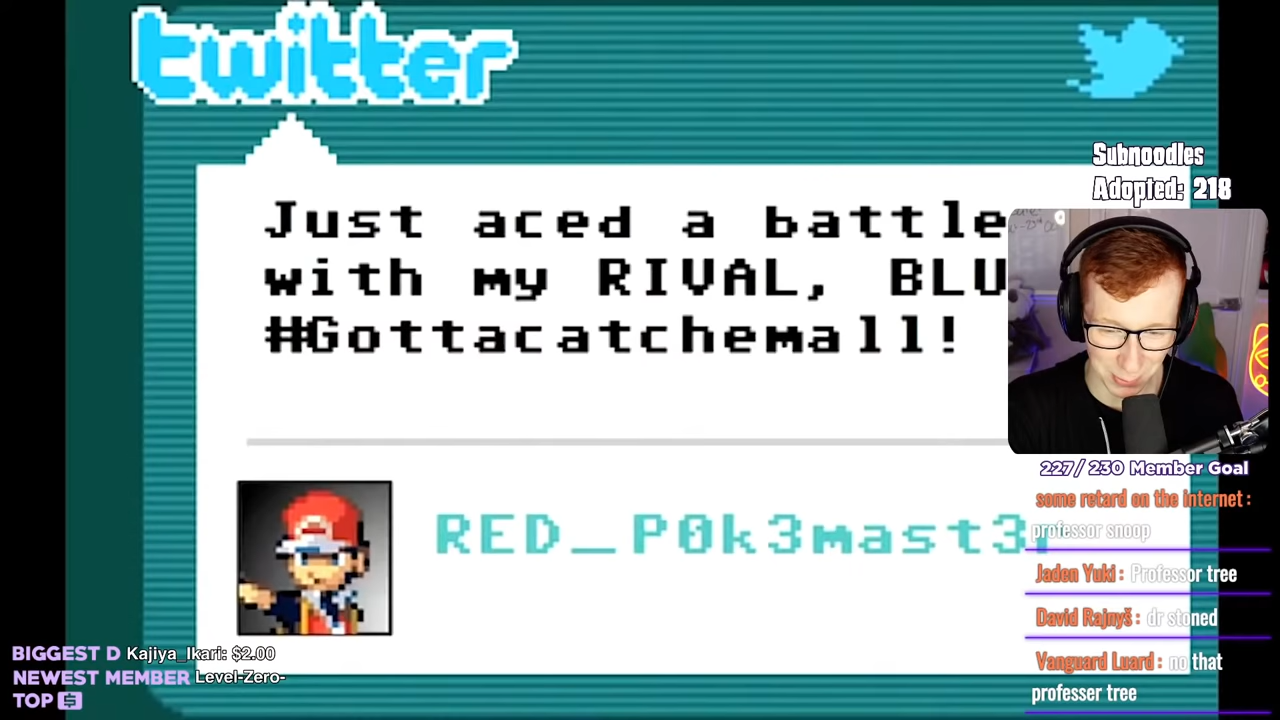 twitter
Just aced a battle
with my RIVAL, BLU
#Gottacatchemall!
RED_P0k3mast3r
Subnoodles
Adopted: 218
227/230 Member Goal
some retard on the internet :
professor snoop
Jaden Yuki : Professor tree
David Rajnyš : dr stoned
Vanguard Luard : no that
professer tree
BIGGEST D Kajiya_Ikari: $2.00
NEWEST MEMBER Level-Zero-
TOP $